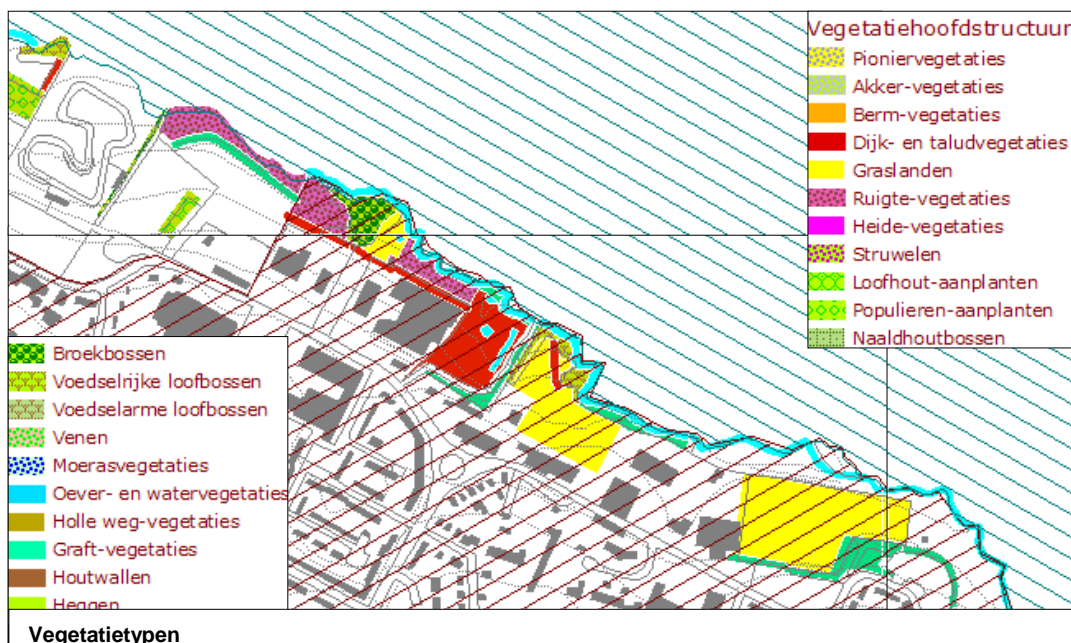 Vegetatiehoofdstructuur
Pioniervegetaties
Akker-vegetaties
Berm-vegetaties
Dijk- en taludvegetaties
Graslanden
Ruigte-vegetaties
Heide-vegetaties
Struwelen
Loofhout-aanplanten
Populieren-aanplanten
Naaldhoutbossen
Broekbossen
Voedselrijke loofbossen
Voedselarme loofbossen
Venen
Moerasvegetaties
Oever- en watervegetaties
Holle weg-vegetaties
Graft-vegetaties
Houtwallen
Heggen
Vegetatietypen